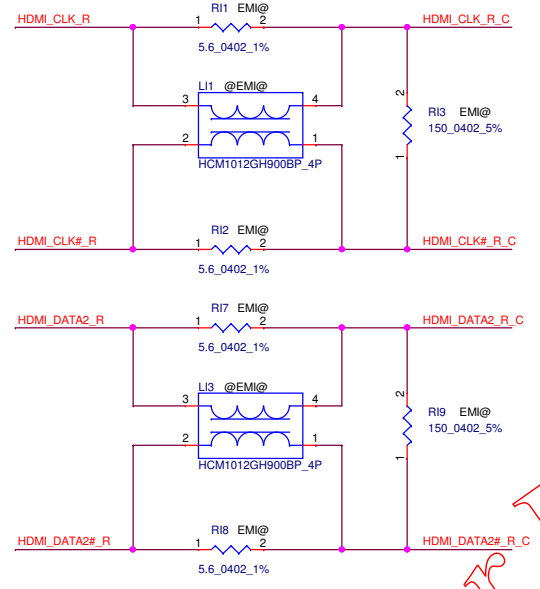 RI1 EMI@
HDMI_CLK_R 1 2 HDMI_CLK_R_C
5.6_0402_1%
LI1 @EMI@
3 4
2 1
HCM1012GH900BP_4P
2
RI3 EMI@
150_0402_5%
1
RI2 EMI@
HDMI_CLK#_R 1 2 HDMI_CLK#_R_C
5.6_0402_1%
RI7 EMI@
HDMI_DATA2_R 1 2 HDMI_DATA2_R_C
5.6_0402_1%
LI3 @EMI@
3 4
2 1
HCM1012GH900BP_4P
2
RI9 EMI@
150_0402_5%
1
RI8 EMI@
HDMI_DATA2#_R 1 2 HDMI_DATA2#_R_C
5.6_0402_1%